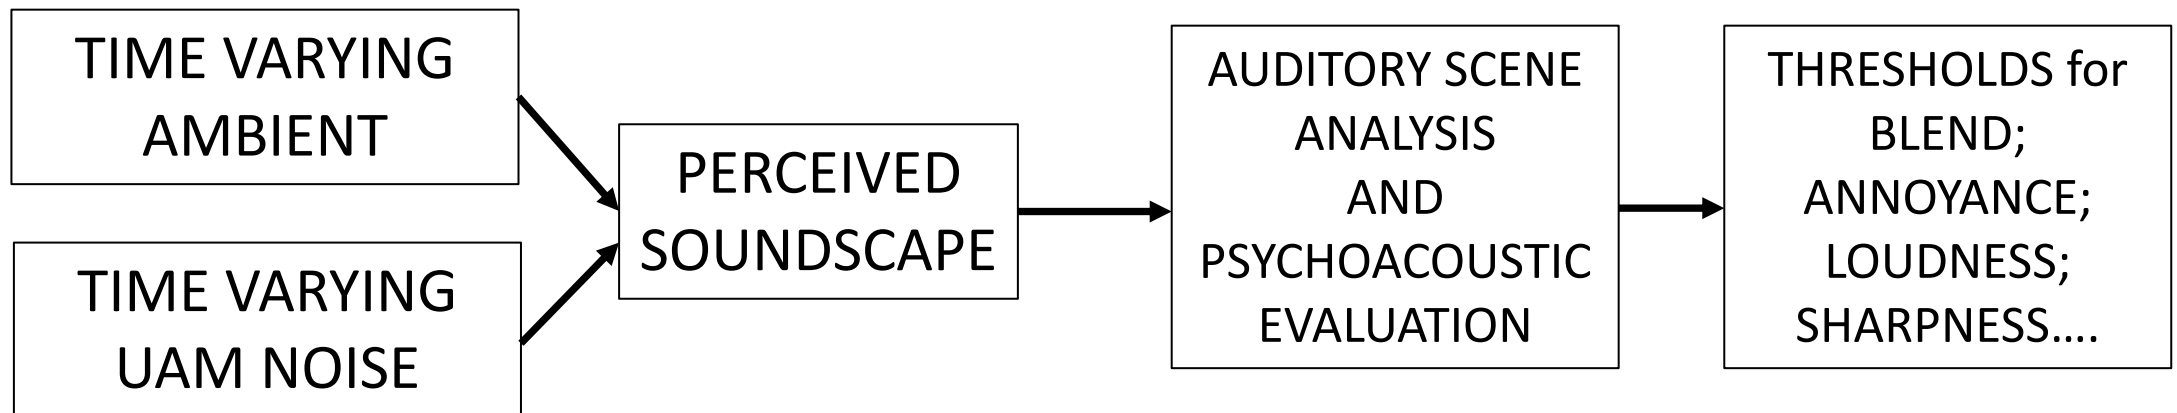 TIME VARYING
AMBIENT
TIME VARYING
UAM NOISE
PERCEIVED
SOUNDSCAPE
AUDITORY SCENE
ANALYSIS
AND
PSYCHOACOUSTIC
EVALUATION
THRESHOLDS for
BLEND;
ANNOYANCE;
LOUDNESS;
SHARPNESS....